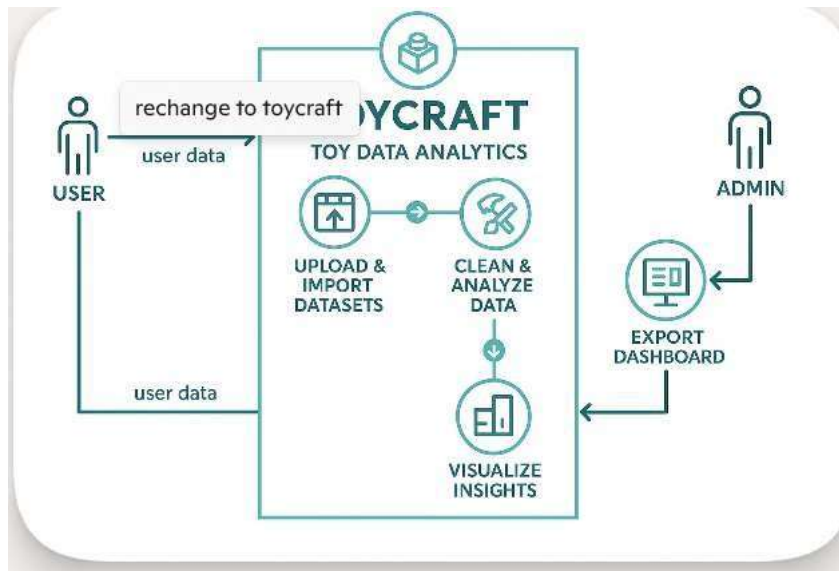 rechange to toycraft
OYCRAFT
TOY DATA ANALYTICS
user data
USER
ADMIN
UPLOAD &
IMPORT
DATASETS
CLEAN &
ANALYZE
DATA
EXPORT
DASHBOARD
user data
VISUALIZE
INSIGHTS